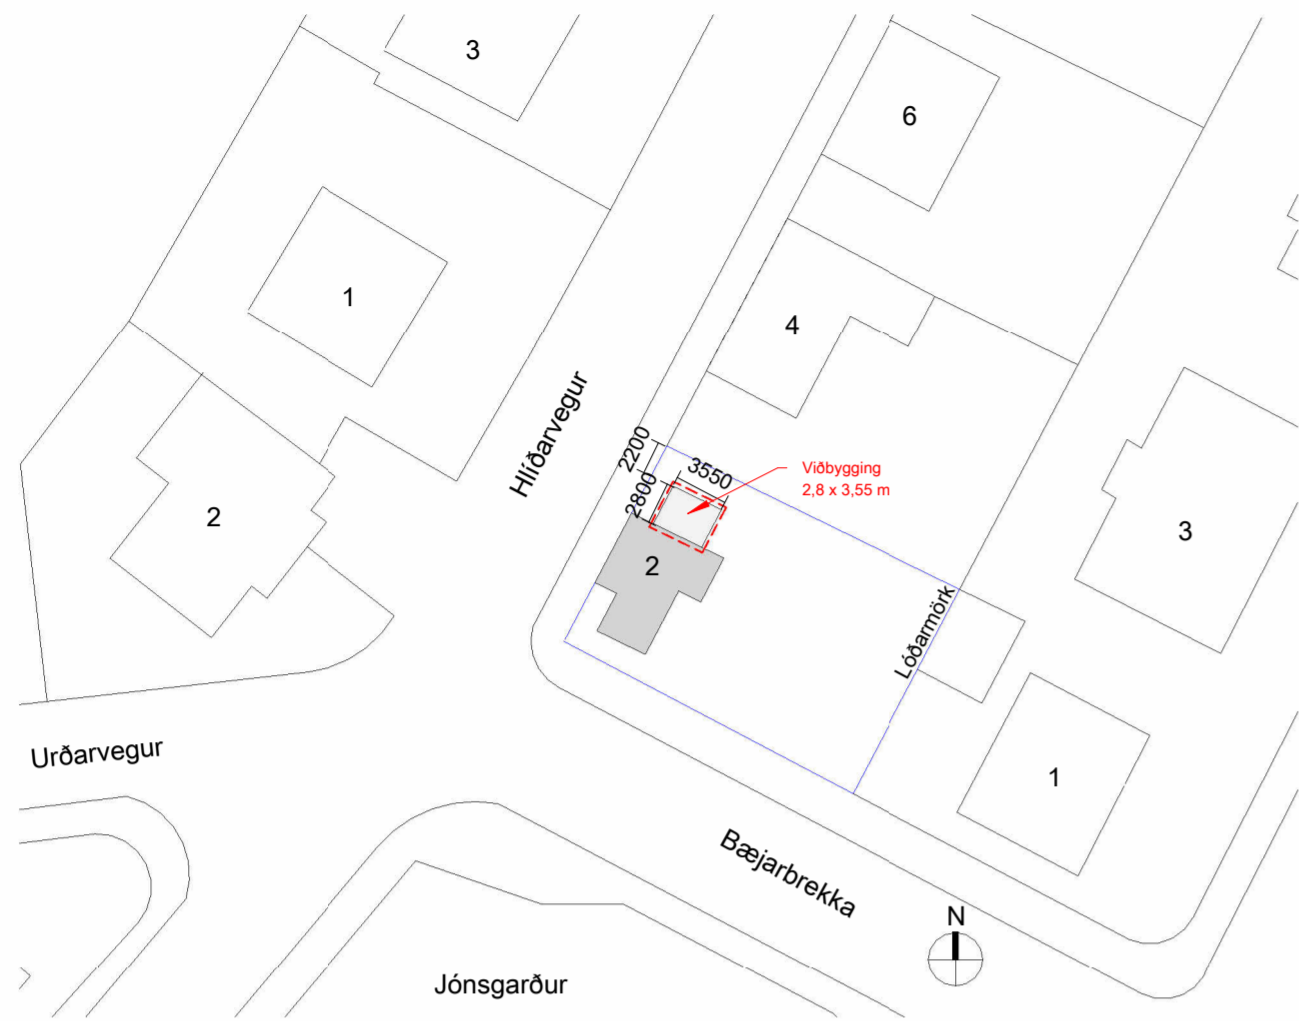 3
6
1
4
Hlíðarvegur
2200
3550
2800
Viðbygging
2,8 x 3,55 m
2
2
3
Lóðarmörk
Urðarvegur
1
Bæjarbrekka
N
Jónsgarður